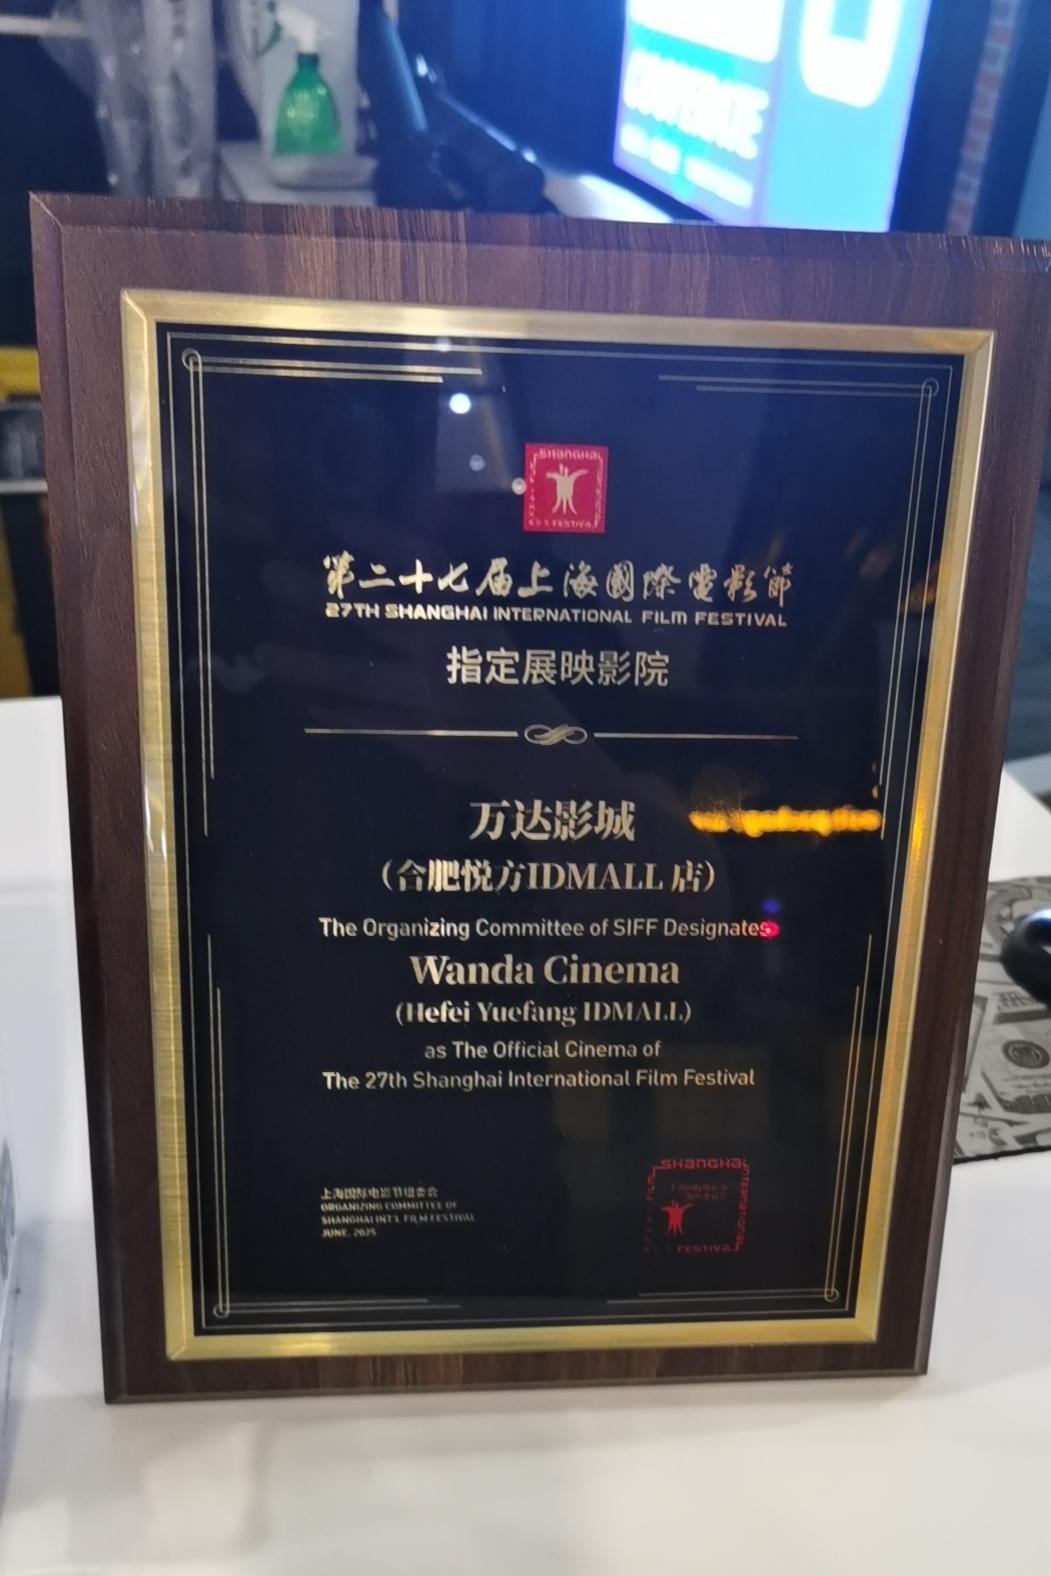 SHANGHAI
第二十七届上海國際電影節
27TH SHANGHAI INTERNATIONAL FILM FESTIVAL
指定展映影院
万达影城
(合肥悦方IDMALL 店)
The Organizing Committee of SIFF Designates
Wanda Cinema
(Hefei Yuefang IDMALL)
as The Official Cinema of
The 27th Shanghai International Film Festival
上海国际电影节组委会
ORGANIZING COMMITTEE OF
SHANGHAI INT'L FILM FESTIVAL
JUNE, 2025
SHANGHAI
INTERNATIONAL
FILM
FESTIVAL